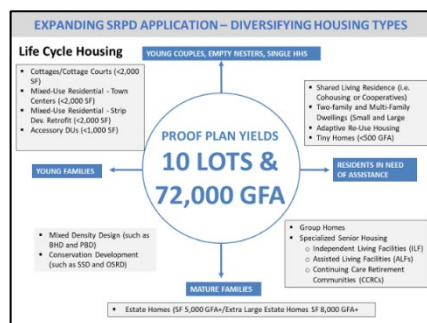 EXPANDING SRPD APPLICATION – DIVERSIFYING HOUSING TYPES
Life Cycle Housing
YOUNG COUPLES, EMPTY NESTERS, SINGLE HHS
▪ Cottages/Cottage Courts (<2,000
SF)
▪ Mixed-Use Residential - Town
Centers (<2,000 SF)
▪ Mixed-Use Residential - Strip
Dev. Retrofit (<2,000 SF)
▪ Accessory DUs (<1,000 SF)
▪ Shared Living Residence (i.e.
Cohousing or Cooperatives)
▪ Two-family and Multi-Family
Dwellings (Small and Large
▪ Adaptive Re-Use Housing
▪ Tiny Homes (<500 GFA)
PROOF PLAN YIELDS
10 LOTS &
72,000 GFA
YOUNG FAMILIES
RESIDENTS IN NEED
OF ASSISTANCE
▪ Mixed Density Design (such as
BHD and PBD)
▪ Conservation Development
(such as SSD and OSRD)
▪ Group Homes
▪ Specialized Senior Housing
o Independent Living Facilities (ILF)
o Assisted Living Facilities (ALFs)
o Continuing Care Retirement
Communities (CCRCs)
MATURE FAMILIES
▪ Estate Homes (SF 5,000 GFA+/Extra Large Estate Homes SF 8,000 GFA+